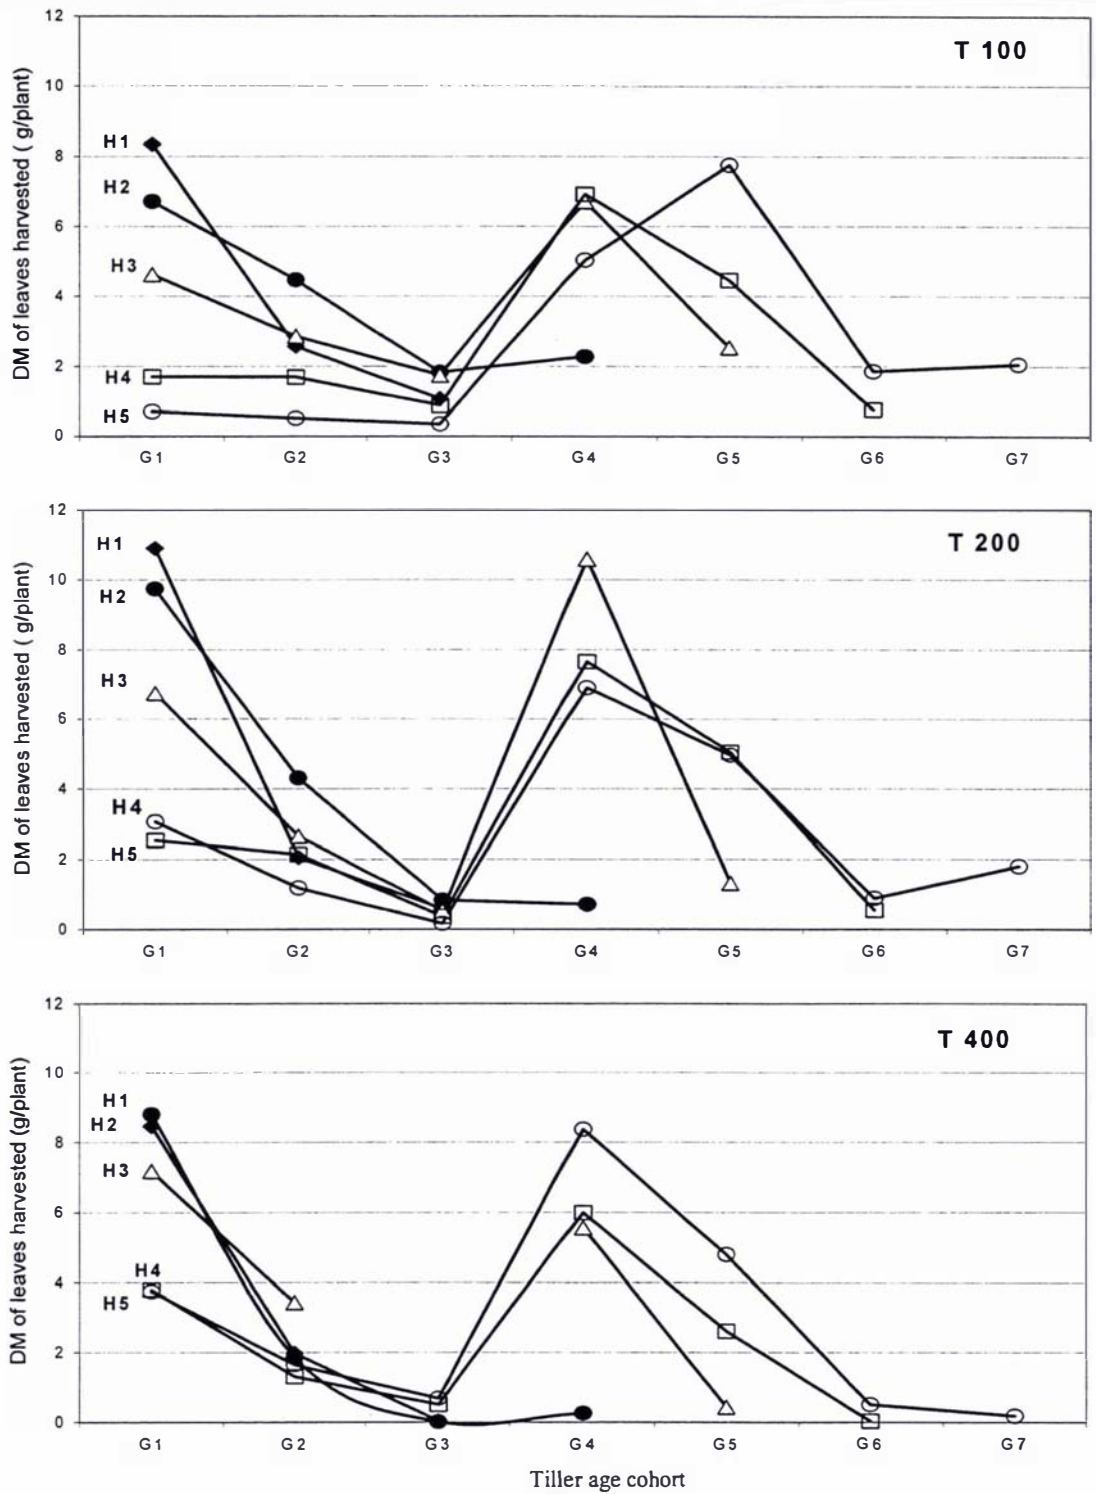 12
T 100
10
H1
8
H2
6
H3
4
H4
2
H5
0
DM of leaves harvested ( g/plant)
G1 G2 G3 G4 G5 G6 G7
12
H1
T 200
10
H2
8
H3
6
4
H4
H5
2
0
DM of leaves harvested ( g/plant)
G1 G2 G3 G4 G5 G6 G7
12
T 400
10
H1
H2
8
H3
6
H4
4
H5
2
0
DM of leaves harvested (g/plant)
G1 G2 G3 G4 G5 G6 G7
Tiller age cohort